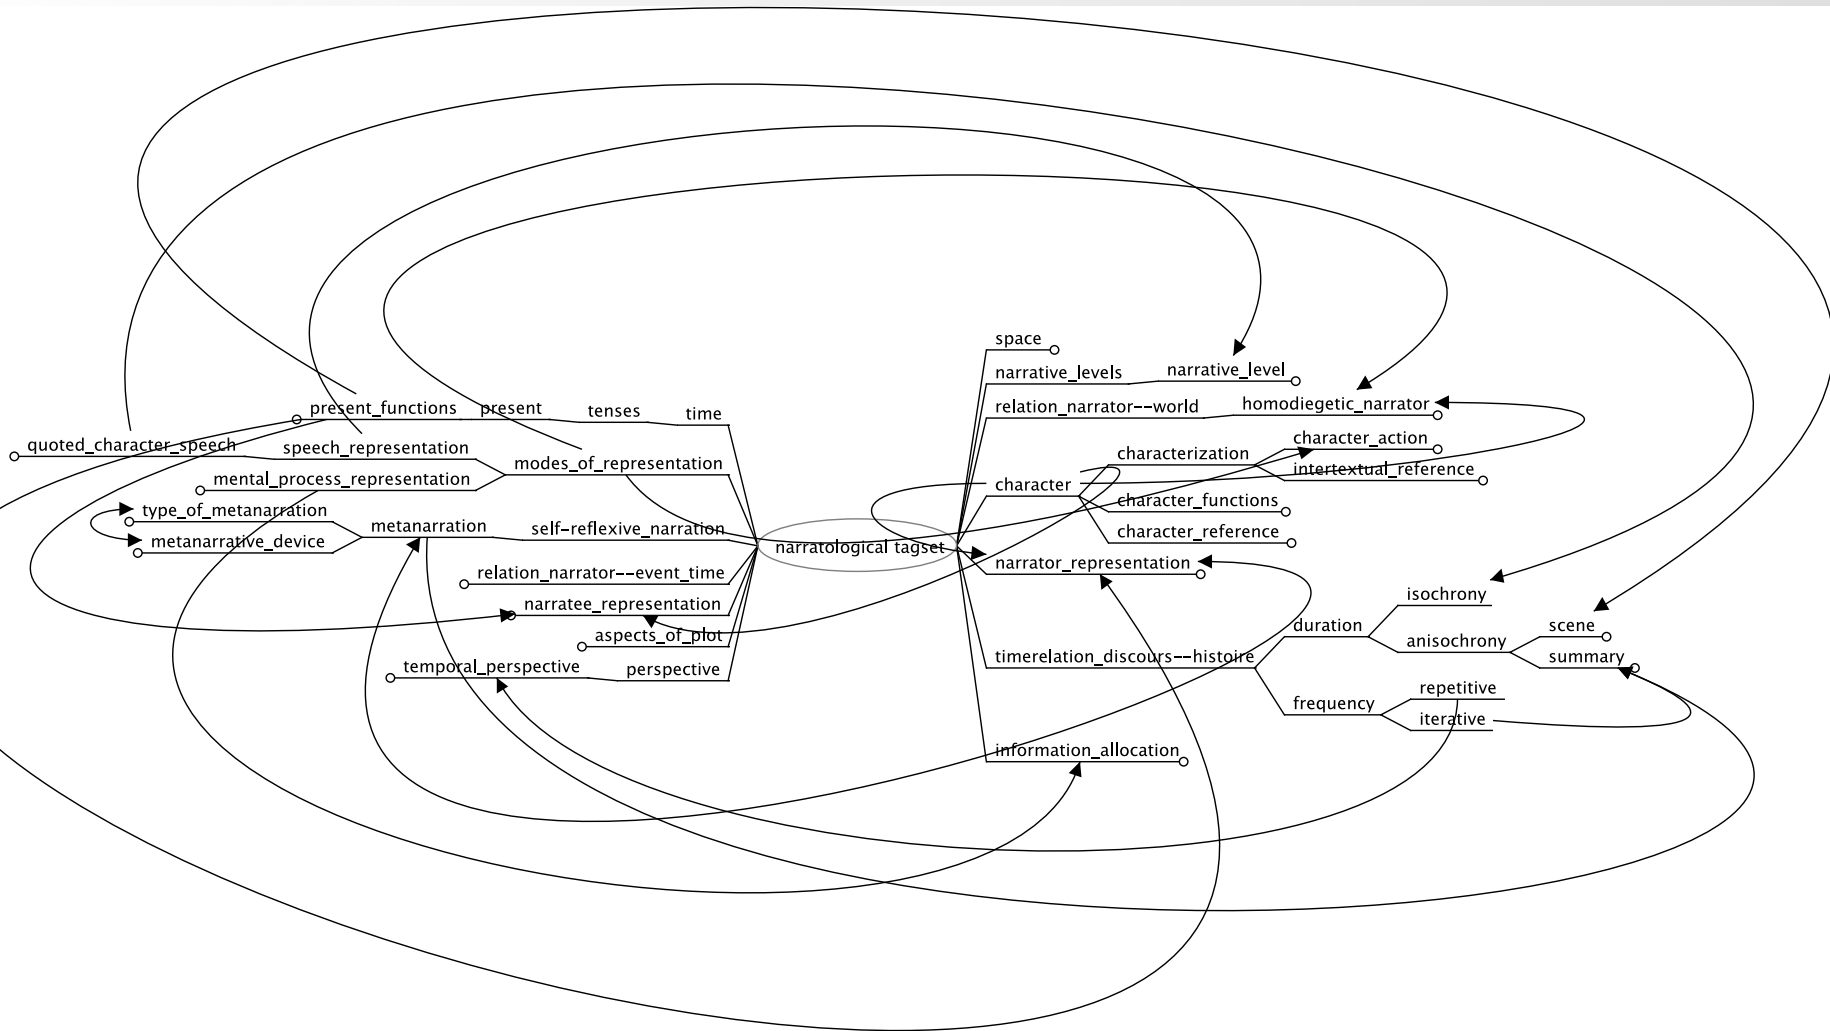 space
narrative_levels
narrative_level
relation_narrator--world
homodiegetic_narrator
present_functions
present
tenses
time
quoted_character_speech
speech_representation
modes_of_representation
mental_process_representation
type_of_metanarration
metanarrative_device
metanarration
self-reflexive_narration
narratological tagset
relation_narrator--event_time
narratee_representation
aspects_of_plot
temporal_perspective
perspective
character
characterization
character_action
intertextual_reference
character_functions
character_reference
narrator_representation
timerelation_discours--histoire
duration
isochrony
anisochrony
scene
summary
frequency
repetitive
iterative
information_allocation